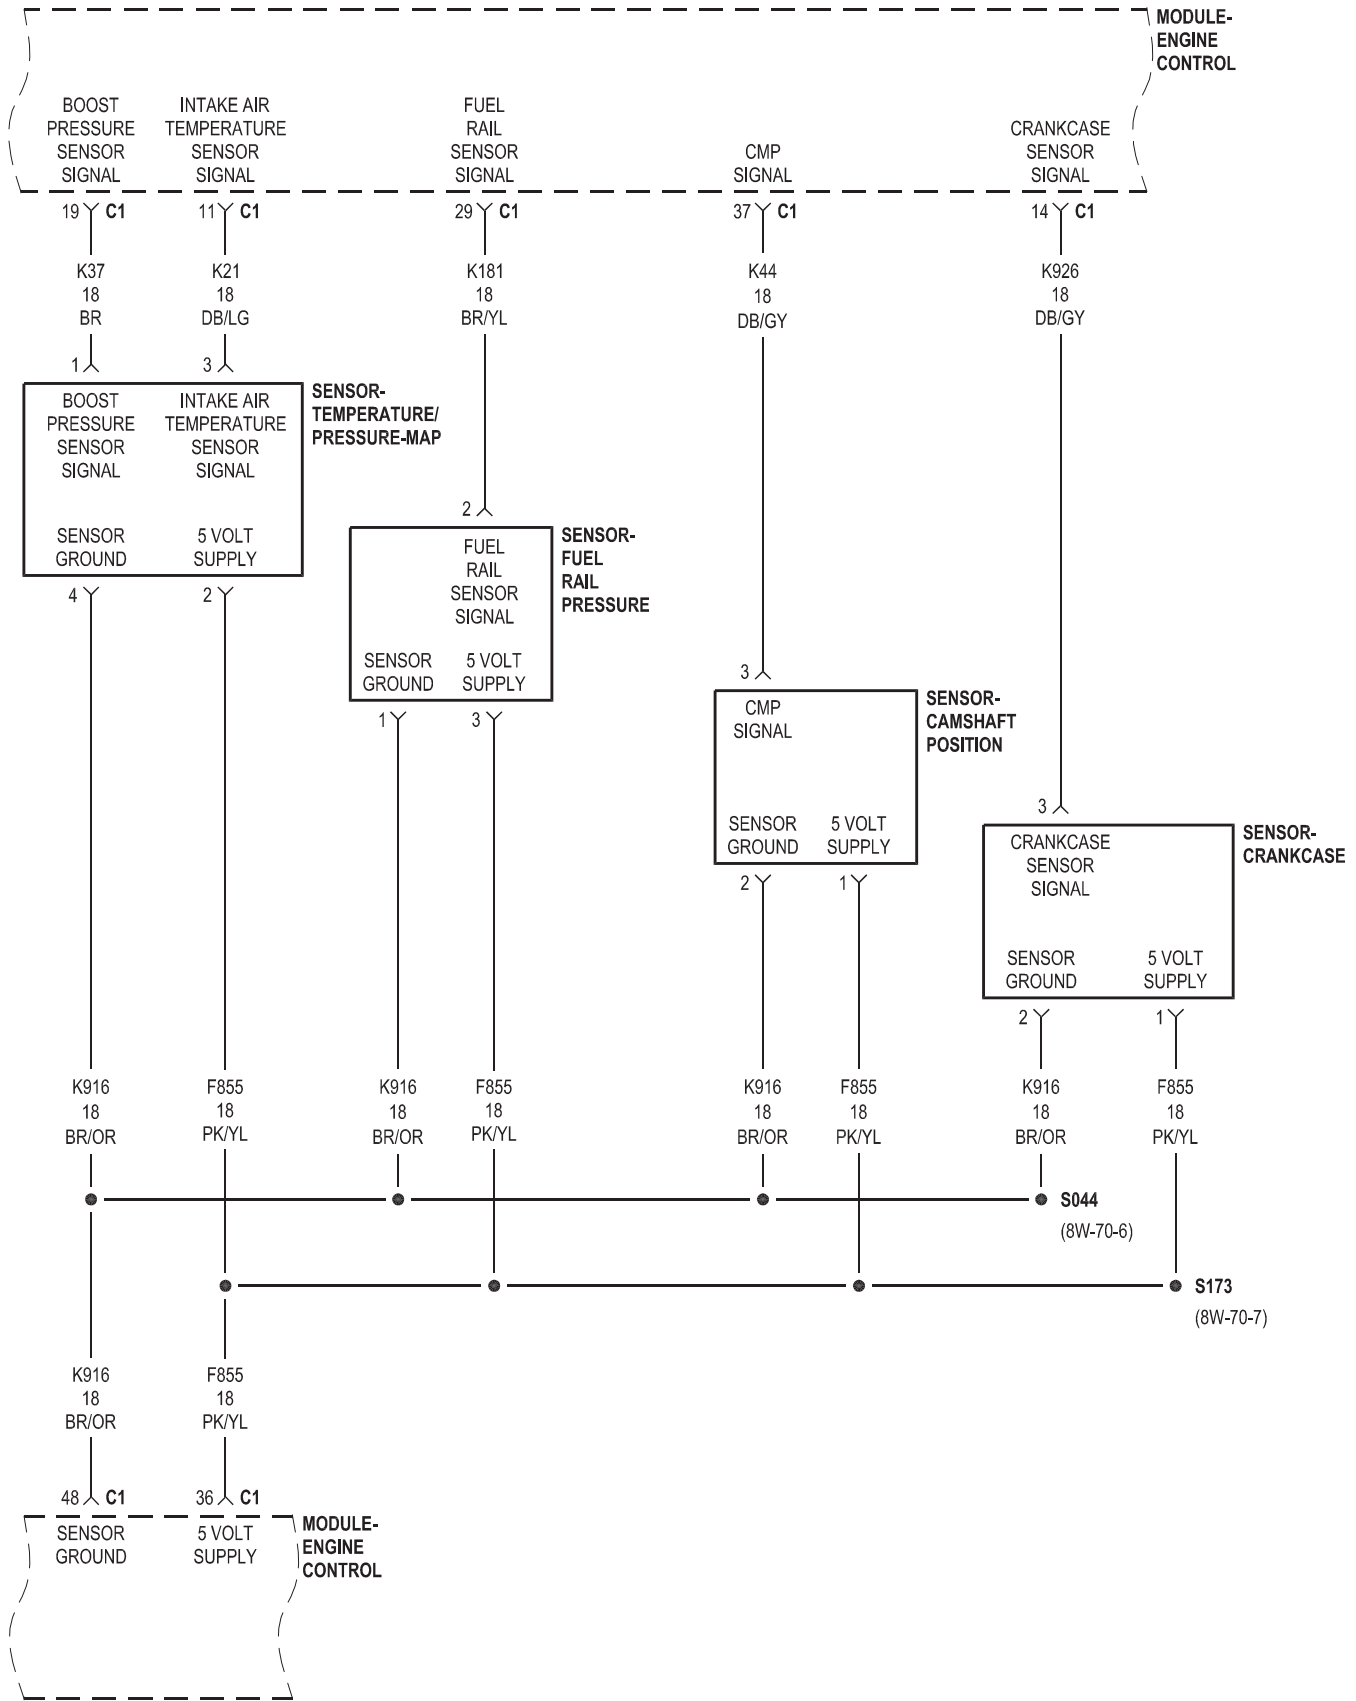 MODULE-
ENGINE
CONTROL
BOOST
PRESSURE
SENSOR
SIGNAL
INTAKE AIR
TEMPERATURE
SENSOR
SIGNAL
FUEL
RAIL
SENSOR
SIGNAL
CMP
SIGNAL
CRANKCASE
SENSOR
SIGNAL
19 C1
11 C1
29 C1
37 C1
14 C1
K37
18
BR
K21
18
DB/LG
K181
18
BR/YL
K44
18
DB/GY
K926
18
DB/GY
1
3
SENSOR-
TEMPERATURE/
PRESSURE-MAP
BOOST
PRESSURE
SENSOR
SIGNAL
INTAKE AIR
TEMPERATURE
SENSOR
SIGNAL
SENSOR
GROUND
5 VOLT
SUPPLY
4
2
2
SENSOR-
FUEL
RAIL
PRESSURE
FUEL
RAIL
SENSOR
SIGNAL
SENSOR
GROUND
5 VOLT
SUPPLY
1
3
3
SENSOR-
CAMSHAFT
POSITION
CMP
SIGNAL
SENSOR
GROUND
5 VOLT
SUPPLY
2
1
3
SENSOR-
CRANKCASE
CRANKCASE
SENSOR
SIGNAL
SENSOR
GROUND
5 VOLT
SUPPLY
2
1
K916
18
BR/OR
F855
18
PK/YL
K916
18
BR/OR
F855
18
PK/YL
K916
18
BR/OR
F855
18
PK/YL
K916
18
BR/OR
F855
18
PK/YL
S044
(8W-70-6)
S173
(8W-70-7)
K916
18
BR/OR
F855
18
PK/YL
48 C1
36 C1
SENSOR
GROUND
5 VOLT
SUPPLY
MODULE-
ENGINE
CONTROL